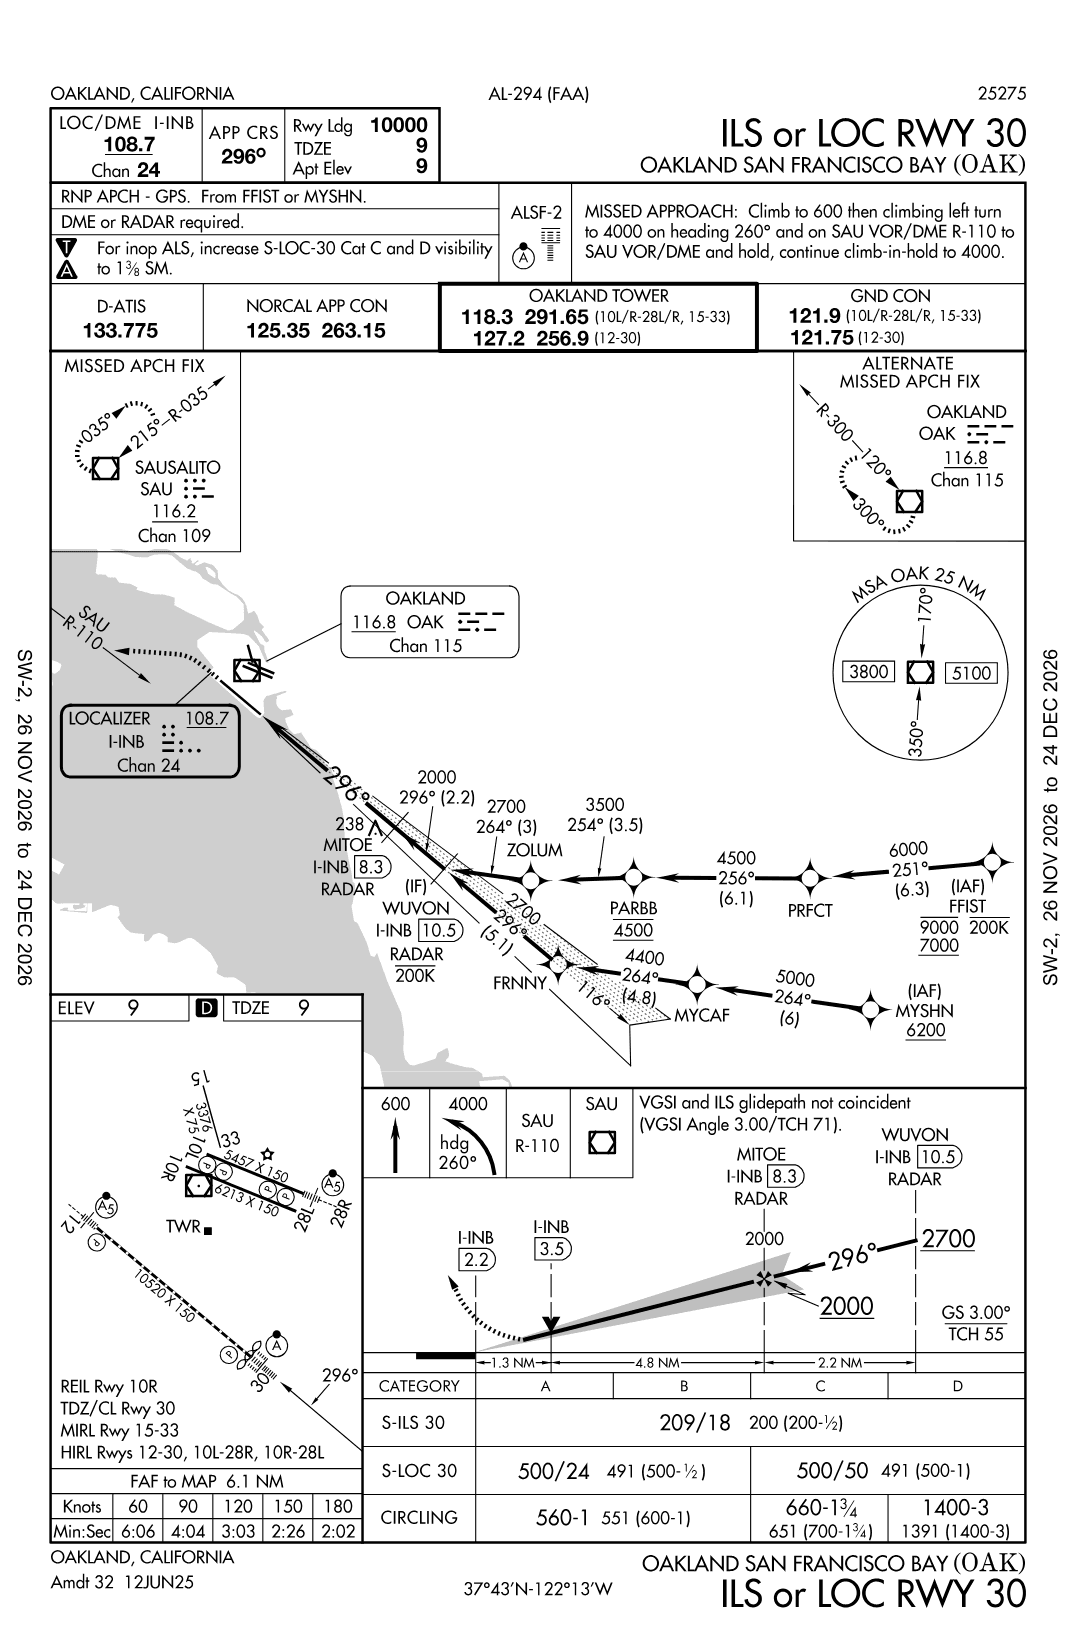 OAKLAND, CALIFORNIA
AL-294 (FAA)
25275
LOC/DME I-INB
108.7
Chan 24
APP CRS
296°
Rwy Ldg 10000
TDZE 9
Apt Elev 9
ILS or LOC RWY 30
OAKLAND SAN FRANCISCO BAY (OAK)
RNP APCH - GPS. From FFIST or MYSHN.
DME or RADAR required.
T
A
For inop ALS, increase S-LOC-30 Cat C and D visibility
to 1⅜ SM.
ALSF-2
A
MISSED APPROACH: Climb to 600 then climbing left turn
to 4000 on heading 260° and on SAU VOR/DME R-110 to
SAU VOR/DME and hold, continue climb-in-hold to 4000.
D-ATIS
133.775
NORCAL APP CON
125.35 263.15
OAKLAND TOWER
118.3 291.65 (10L/R-28L/R, 15-33)
127.2 256.9 (12-30)
GND CON
121.9 (10L/R-28L/R, 15-33)
121.75 (12-30)
MISSED APCH FIX
035°
215°
R-035
SAUSALITO
SAU
116.2
Chan 109
ALTERNATE
MISSED APCH FIX
R-300
120°
300°
OAKLAND
OAK
116.8
Chan 115
SAU
R-110
OAKLAND
116.8 OAK
Chan 115
LOCALIZER 108.7
I-INB
Chan 24
MSA OAK 25 NM
170°
3800
5100
350°
296°
2000
296° (2.2)
2700
264° (3)
3500
254° (3.5)
238
MITOE
I-INB 8.3
RADAR
ZOLUM
4500
256°
(6.1)
6000
251°
(6.3)
(IAF)
FFIST
9000
7000
200K
PRFCT
PARBB
4500
(IF)
WUVON
I-INB 10.5
RADAR
200K
2700
296°
(5.1)
FRNNY
116°
4400
264°
(4.8)
MYCAF
5000
264°
(6)
(IAF)
MYSHN
6200
SW-2, 26 NOV 2026 to 24 DEC 2026
SW-2, 26 NOV 2026 to 24 DEC 2026
ELEV 9
D
TDZE 9
15
3376
X 75
33
10L
10R
5457 X 150
6213 X 150
P
P
P
P
A5
28L
28R
TWR
A5
12
P
10520 X 150
P
A
30
296°
REIL Rwy 10R
TDZ/CL Rwy 30
MIRL Rwy 15-33
HIRL Rwys 12-30, 10L-28R, 10R-28L
FAF to MAP 6.1 NM
Knots 60 90 120 150 180
Min:Sec 6:06 4:04 3:03 2:26 2:02
600
4000
hdg
260°
SAU
R-110
SAU
VGSI and ILS glidepath not coincident
(VGSI Angle 3.00/TCH 71).
MITOE
I-INB 8.3
RADAR
WUVON
I-INB 10.5
RADAR
I-INB
2.2
I-INB
3.5
2000
296°
2700
2000
GS 3.00°
TCH 55
1.3 NM
4.8 NM
2.2 NM
CATEGORY A B C D
S-ILS 30 209/18 200 (200-½)
S-LOC 30 500/24 491 (500-½) 500/50 491 (500-1)
CIRCLING 560-1 551 (600-1) 660-1¾ 651 (700-1¾) 1400-3 1391 (1400-3)
OAKLAND, CALIFORNIA
Amdt 32 12JUN25
37°43'N-122°13'W
OAKLAND SAN FRANCISCO BAY (OAK)
ILS or LOC RWY 30